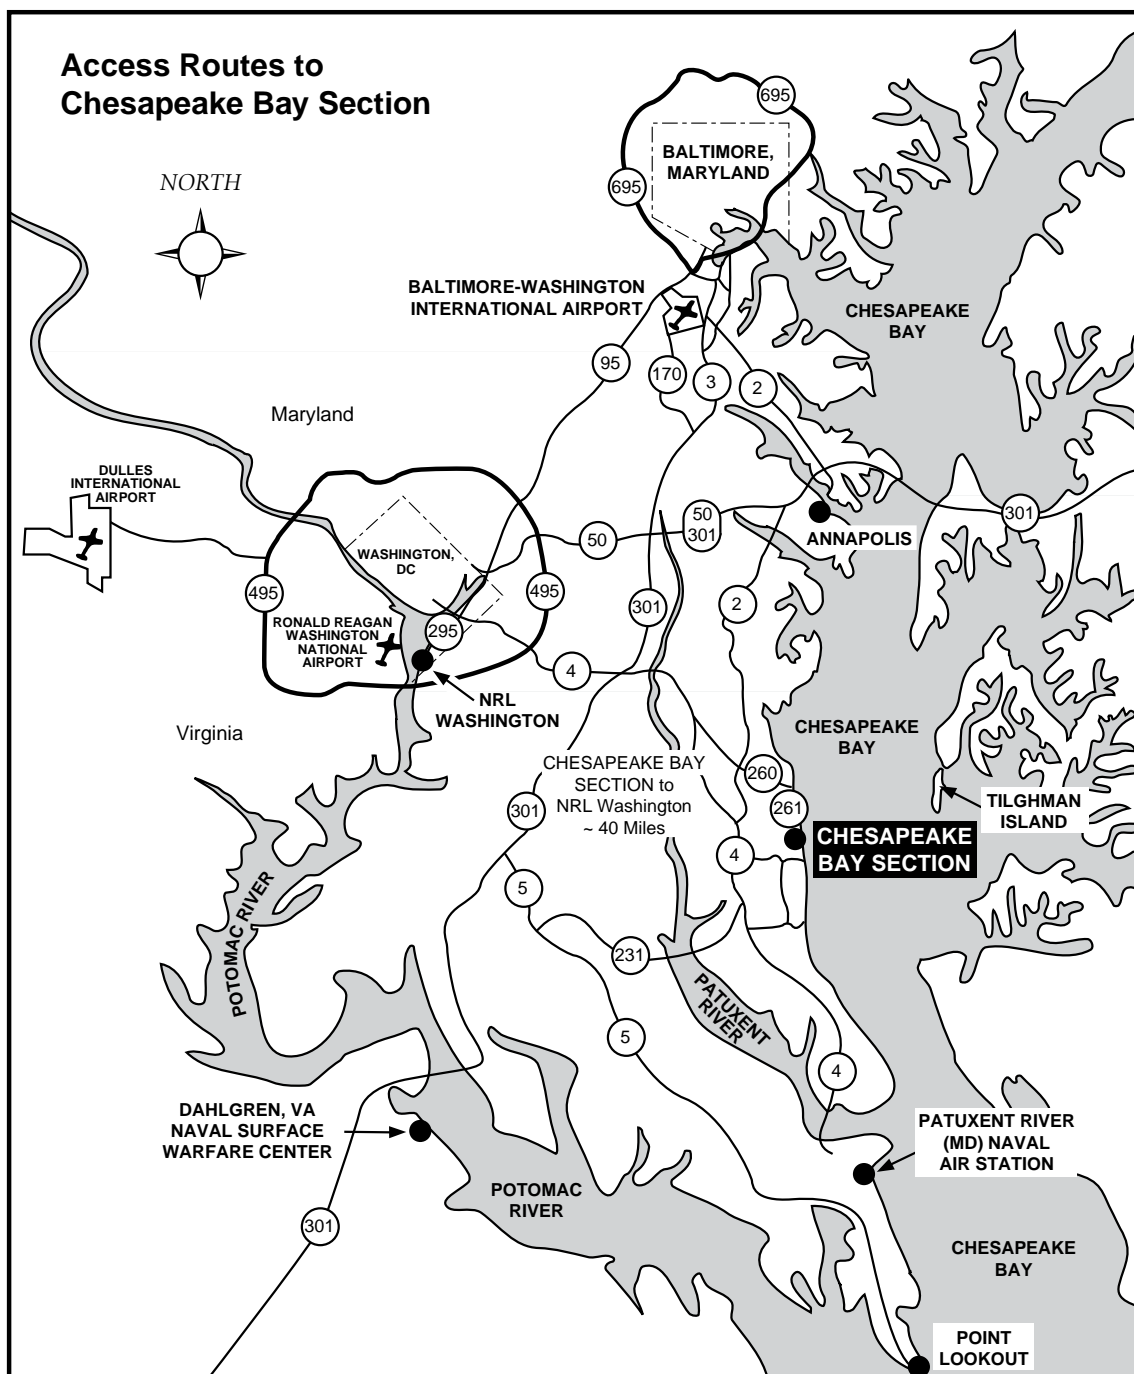 Access Routes to
Chesapeake Bay Section
NORTH
695
BALTIMORE,
MARYLAND
695
BALTIMORE-WASHINGTON
INTERNATIONAL AIRPORT
CHESAPEAKE
BAY
95
170
3
2
Maryland
DULLES
INTERNATIONAL
AIRPORT
50
50
301
301
ANNAPOLIS
WASHINGTON,
DC
495
495
301
2
RONALD REAGAN
WASHINGTON
NATIONAL
AIRPORT
295
4
NRL
WASHINGTON
Virginia
CHESAPEAKE
BAY
CHESAPEAKE BAY
SECTION to
NRL Washington
~ 40 Miles
260
261
301
TILGHMAN
ISLAND
CHESAPEAKE
BAY SECTION
4
5
POTOMAC RIVER
231
PATUXENT
RIVER
5
4
DAHLGREN, VA
NAVAL SURFACE
WARFARE CENTER
PATUXENT RIVER
(MD) NAVAL
AIR STATION
POTOMAC
RIVER
301
CHESAPEAKE
BAY
POINT
LOOKOUT